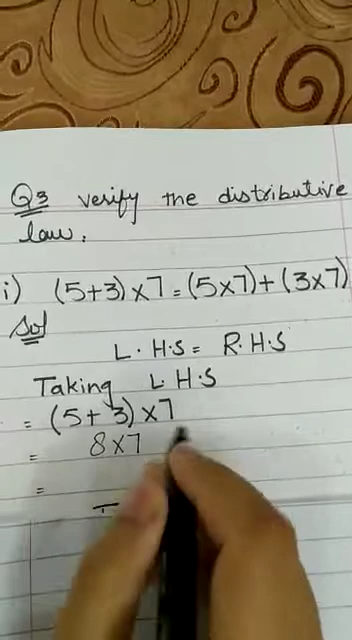 Q3 verify the distributive
law.
i) (5+3)×7=(5×7)+(3×7)
Sol
L.H.S= R.H.S
Taking L.H.S
= (5+3)×7
= 8×7
=